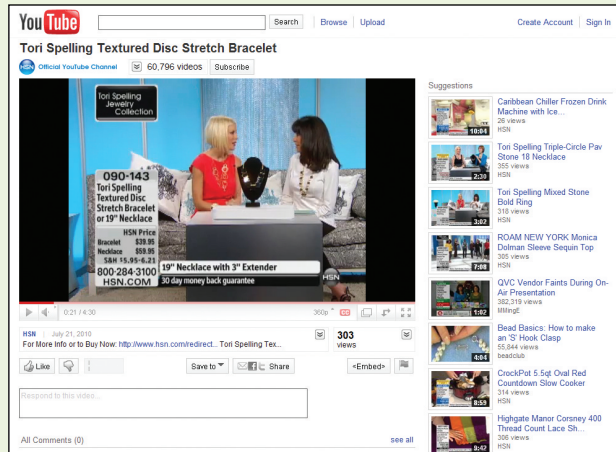 YouTube
Search Browse Upload Create Account Sign In
Tori Spelling Textured Disc Stretch Bracelet
HSN Official YouTube Channel 60,796 videos Subscribe
Tori Spelling
Jewelry
Collection
090-143
Tori Spelling
Textured Disc
Stretch Bracelet
or 19" Necklace
HSN Price
Bracelet $39.95
Necklace $59.95
S&H $5.95-6.21
800-284-3100
HSN.COM
19" Necklace with 3" Extender
30 day money back guarantee
HSN
0:21 / 4:30 360p CC
HSN July 21, 2010
For More Info or to Buy Now: http://www.hsn.com/redirect... Tori Spelling Tex...
303
views
Like Save to Share <Embed>
Respond to this video...
All Comments (0) see all
Suggestions
Caribbean Chiller Frozen Drink
Machine with Ice...
26 views
HSN
10:04
Tori Spelling Triple-Circle Pav
Stone 18 Necklace
355 views
HSN
2:30
Tori Spelling Mixed Stone
Bold Ring
318 views
HSN
3:02
ROAM NEW YORK Monica
Dolman Sleeve Sequin Top
305 views
HSN
7:08
QVC Vendor Faints During On-
Air Presentation
382,319 views
MMingE
1:02
Bead Basics: How to make
an 'S' Hook Clasp
55,844 views
beadclub
4:04
CrockPot 5.5qt Oval Red
Countdown Slow Cooker
314 views
HSN
8:59
Highgate Manor Corsney 400
Thread Count Lace Sh...
306 views
HSN
9:42